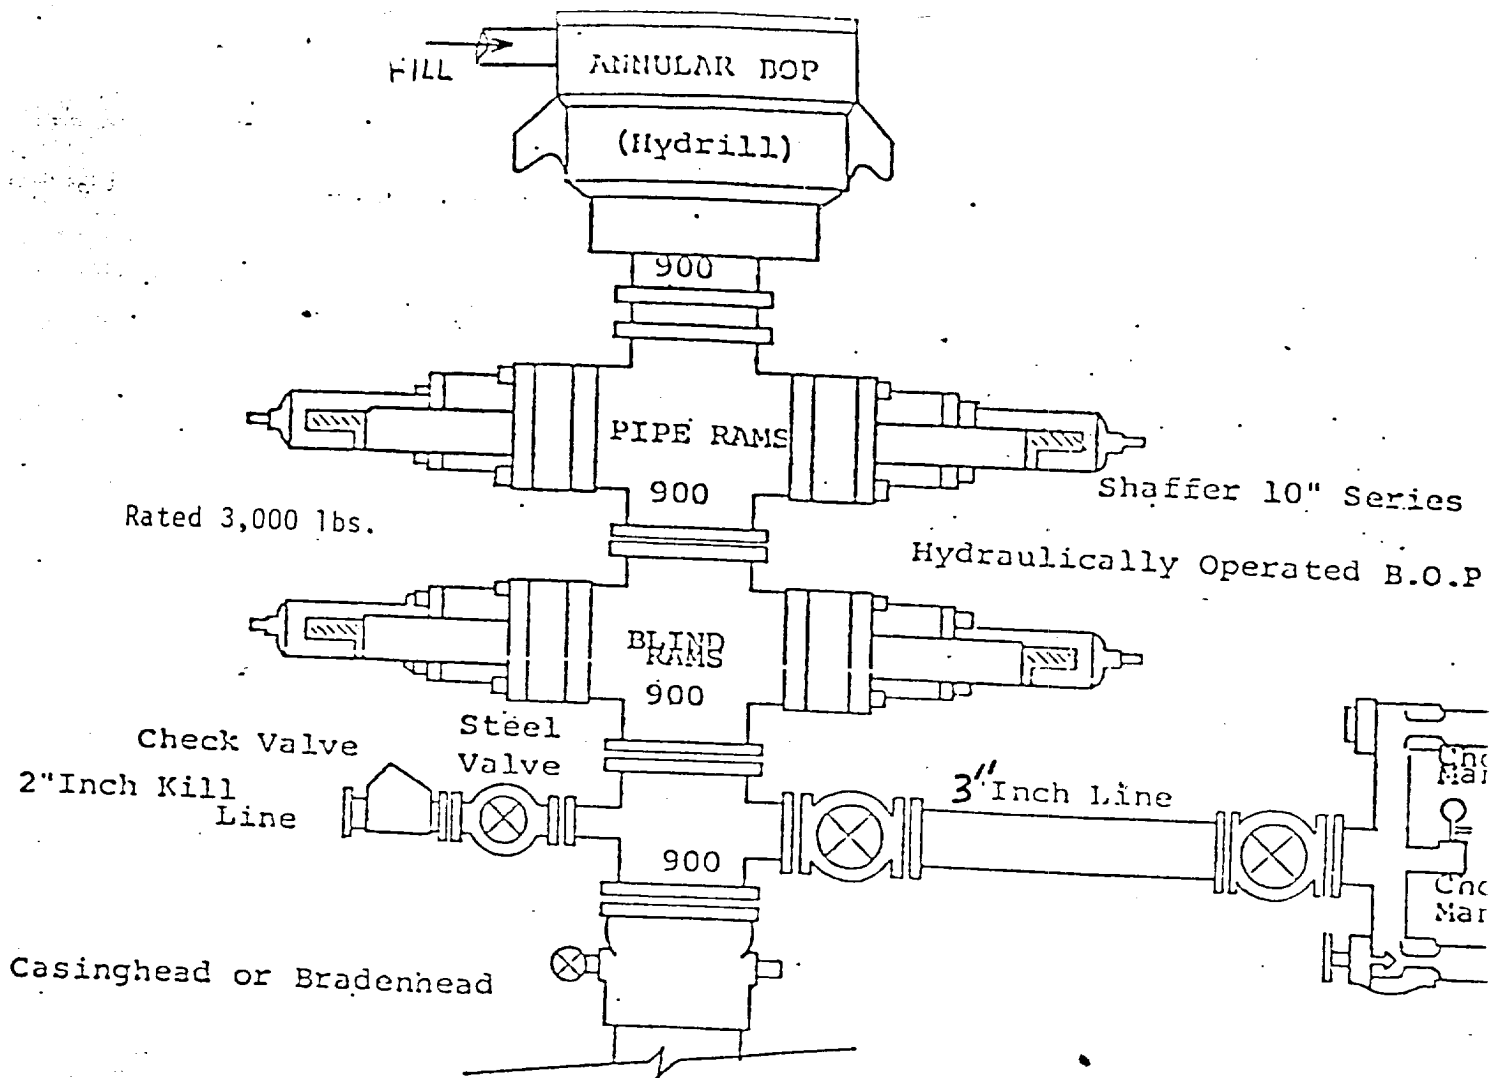 FILL
ANNULAR BOP
(Hydrill)
900
PIPE RAMS
900
Shaffer 10" Series
Rated 3,000 lbs.
Hydraulically Operated B.O.P
BLIND
RAMS
900
Check Valve
Steel
Valve
2"Inch Kill
Line
3"Inch Line
900
Casinghead or Bradenhead